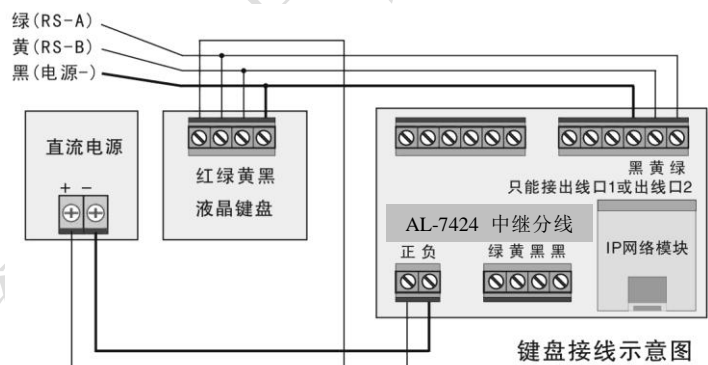 绿(RS-A)
黄(RS-B)
黑(电源-)
直流电源
+ -
红绿黄黑
液晶键盘
黑黄绿
只能接出线口1或出线口2
AL-7424 中继分线
正负
绿黄黑黑
IP网络模块
键盘接线示意图